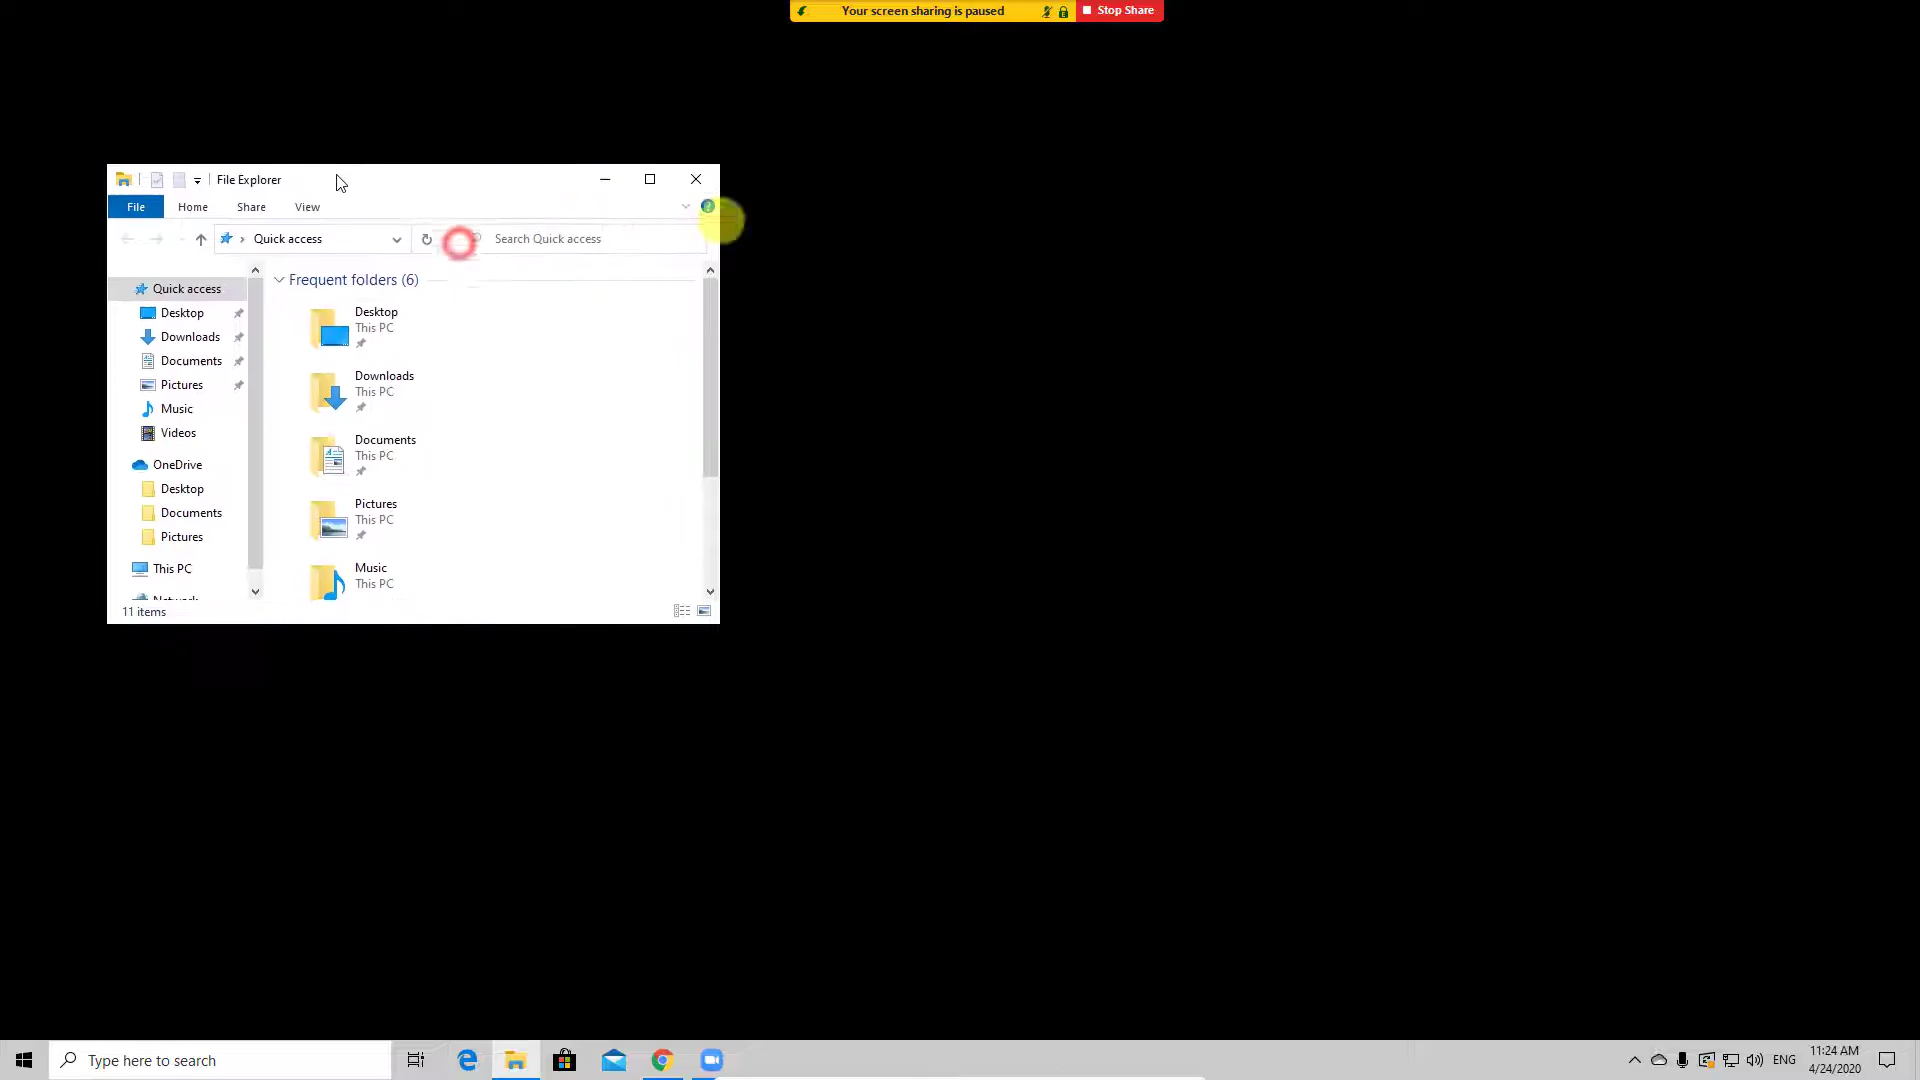 Your screen sharing is paused
Stop Share
File Explorer
File Home Share View
Quick access
Search Quick access
Quick access
Desktop
Downloads
Documents
Pictures
Music
Videos
OneDrive
Desktop
Documents
Pictures
This PC
Network
Frequent folders (6)
Desktop
This PC
Downloads
This PC
Documents
This PC
Pictures
This PC
Music
This PC
11 items
Type here to search
ENG
11:24 AM
4/24/2020